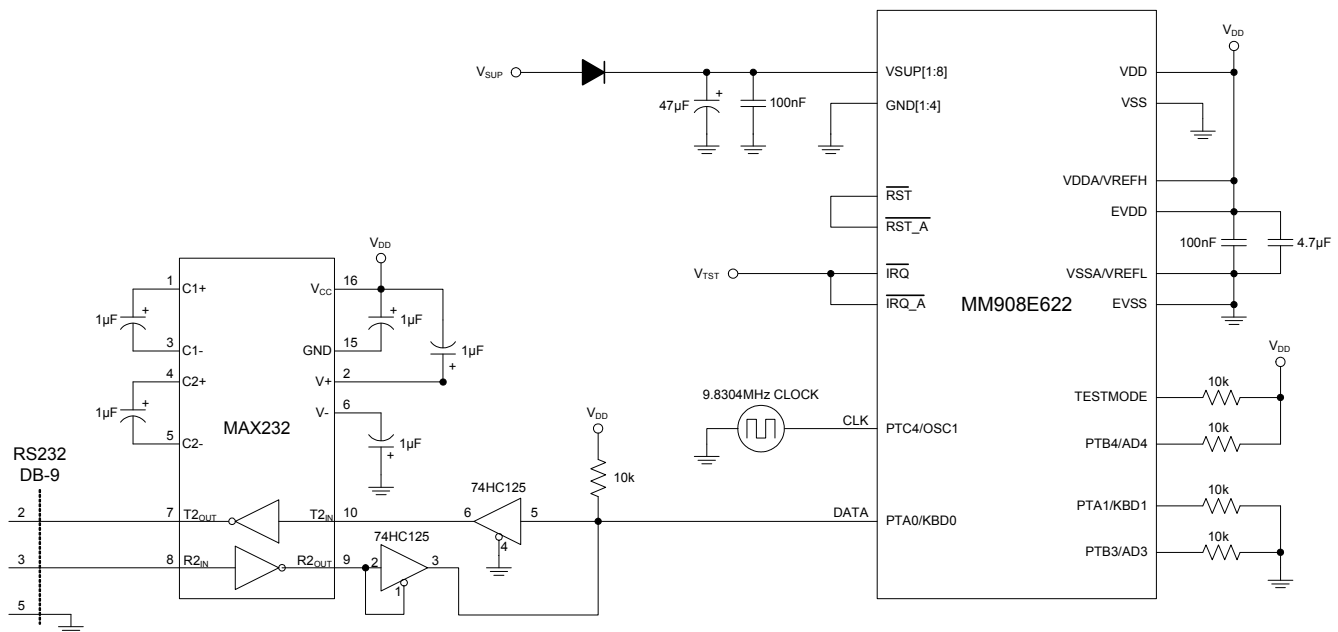 VDD
VSUP
VSUP[1:8]
VDD
47µF
+
100nF
GND[1:4]
VSS
VDDA/VREFH
RST
EVDD
RST_A
100nF
4.7µF
VDD
VTST
IRQ
VSSA/VREFL
1
C1+
VCC
16
IRQ_A
MM908E622
EVSS
1µF
+
+
1µF
3
C1-
GND
15
1µF
+
VDD
4
C2+
V+
2
10k
9.8304MHz CLOCK
TESTMODE
1µF
+
V-
6
MAX232
VDD
CLK
PTC4/OSC1
10k
5
C2-
1µF
+
PTB4/AD4
RS232
DB-9
10k
74HC125
10k
PTA1/KBD1
2
7
T2OUT
T2IN
10
6
5
DATA
PTA0/KBD0
4
74HC125
10k
3
8
R2IN
R2OUT
9
2
3
PTB3/AD3
1
5